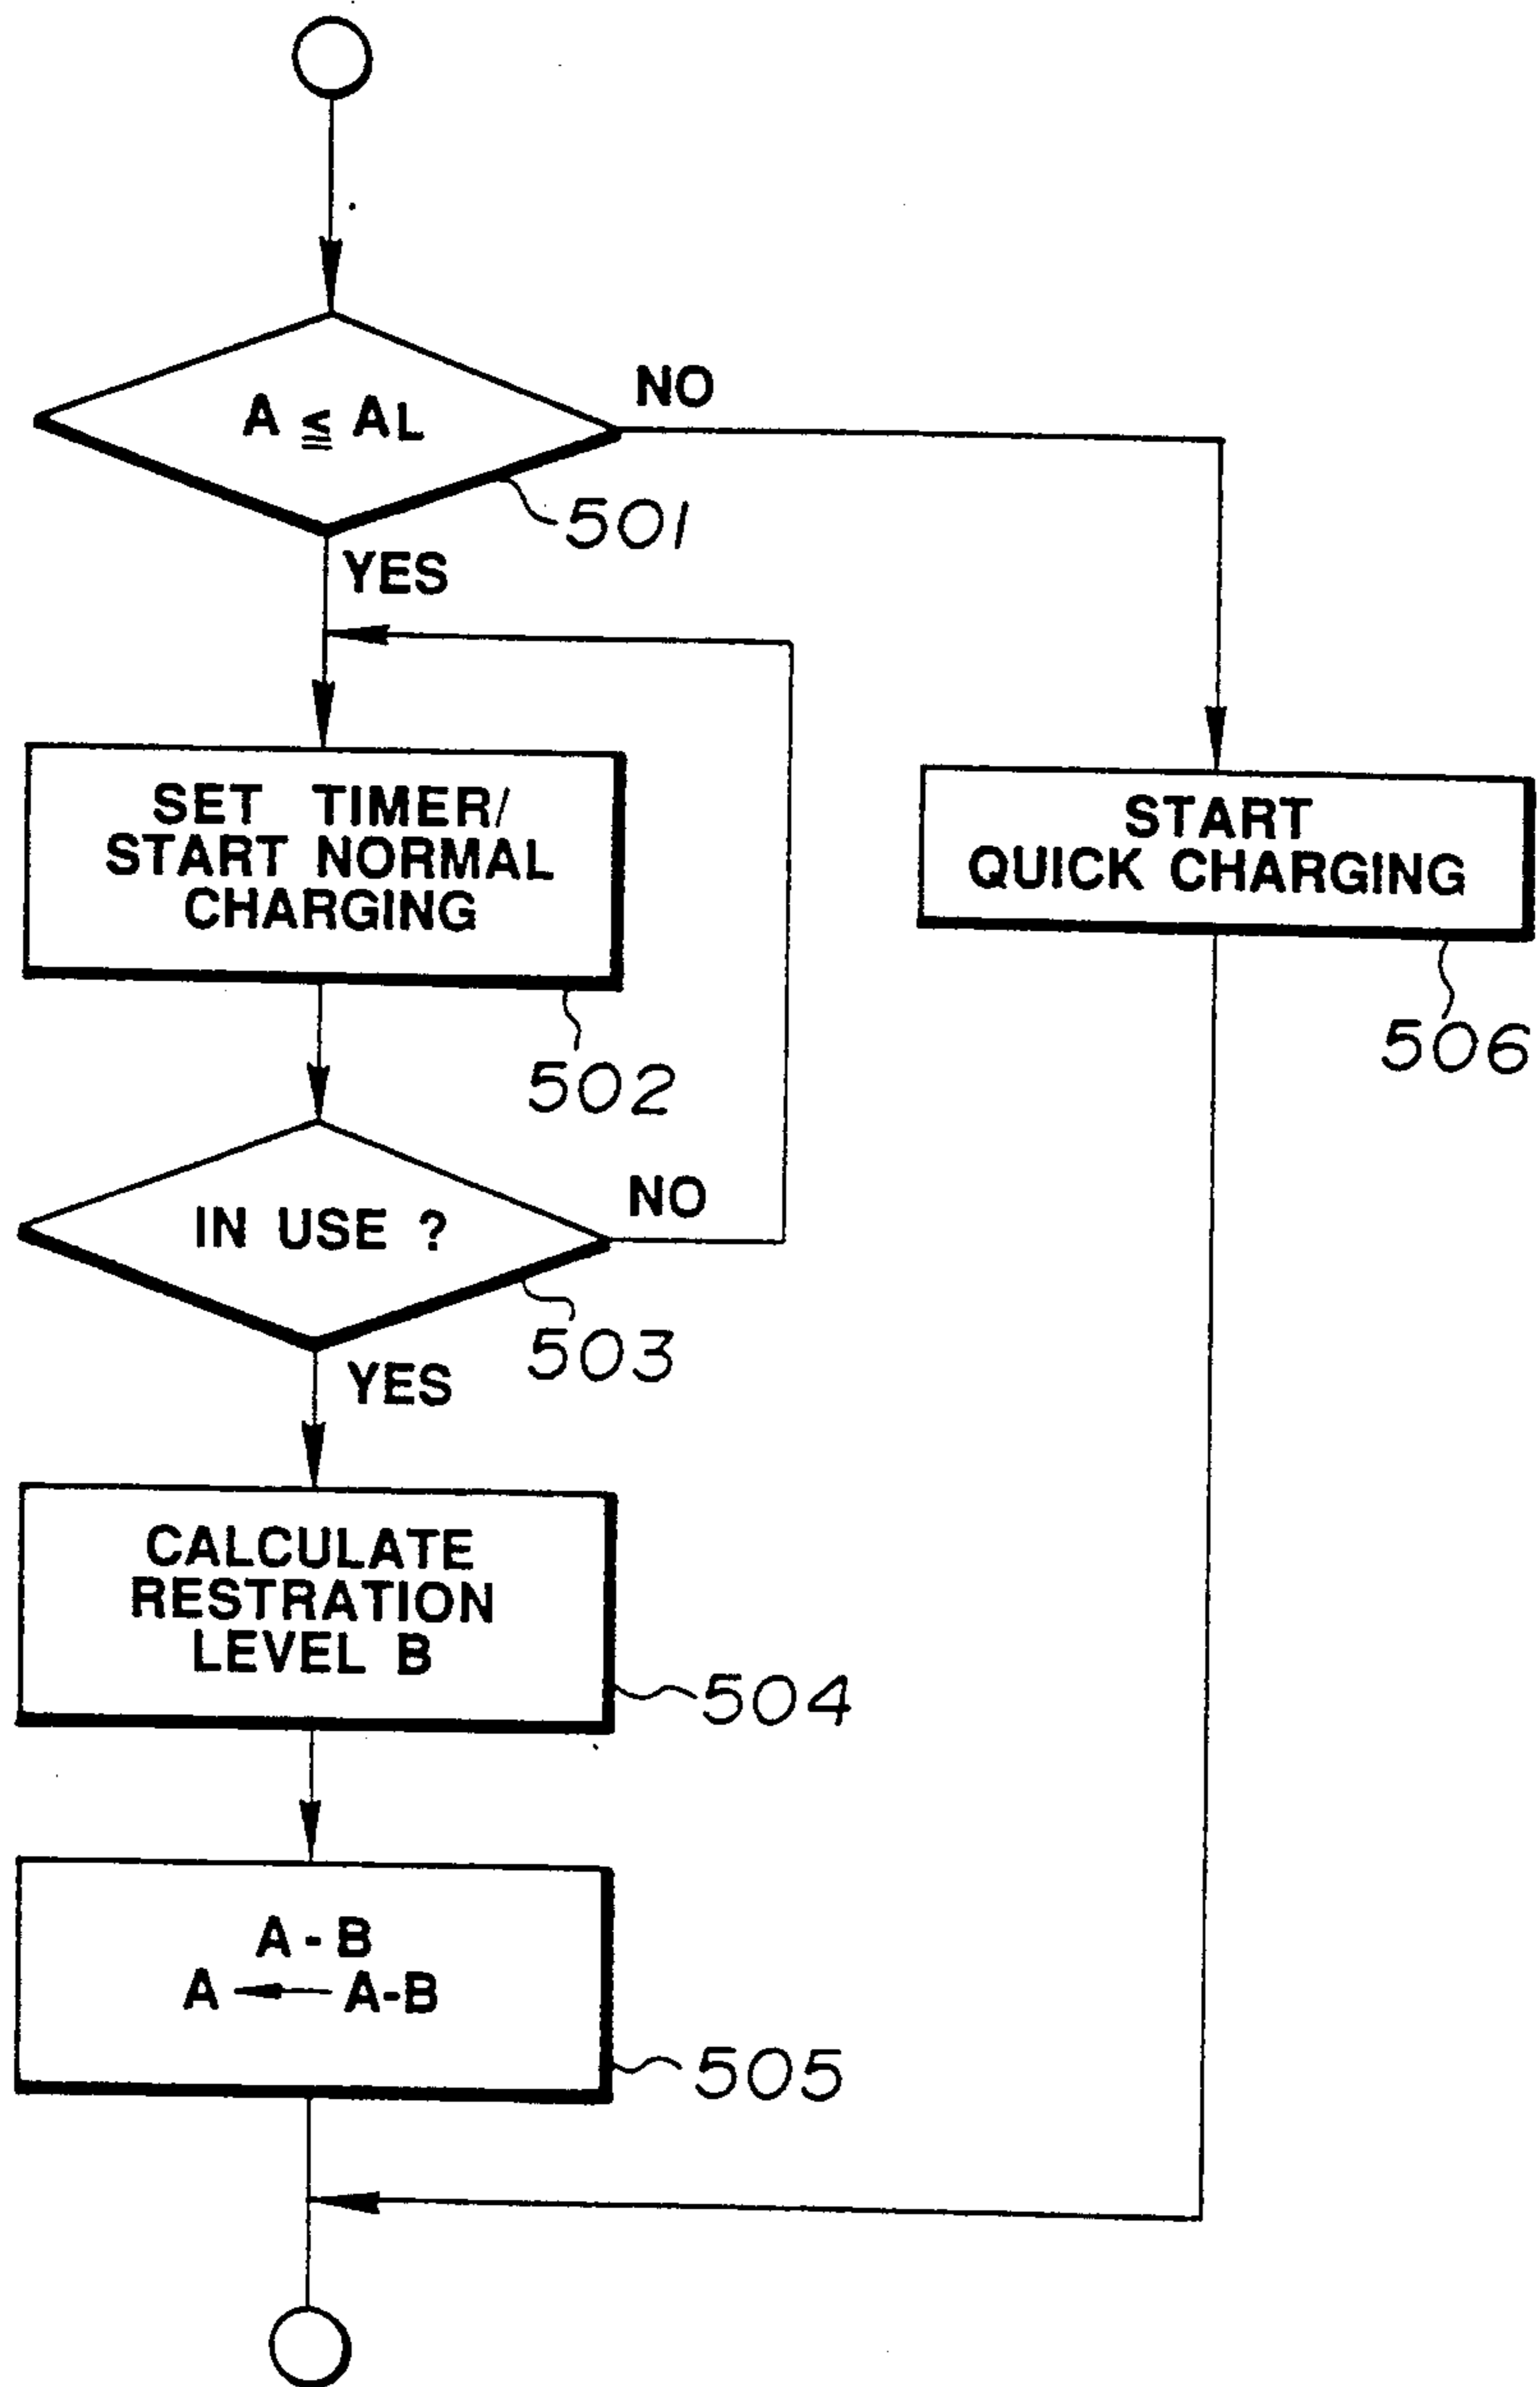 A ≦ AL
NO
501
YES
SET TIMER/
START NORMAL
CHARGING
502
START
QUICK CHARGING
506
IN USE ?
NO
503
YES
CALCULATE
RESTRATION
LEVEL B
504
A - B
A ← A-B
505